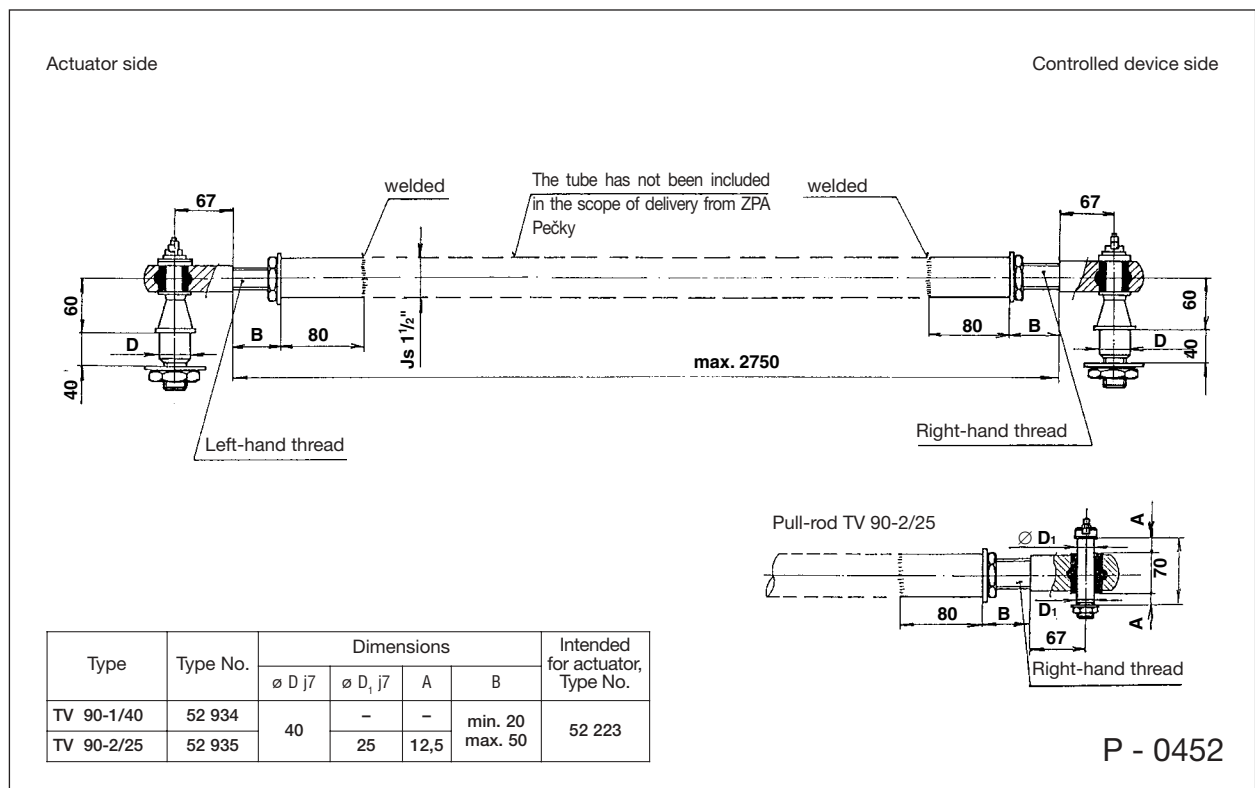 Actuator side
Controlled device side
welded
The tube has not been included
in the scope of delivery from ZPA
Pečky
welded
67
67
60
60
D
B
80
Js 1½"
80
B
D
40
40
max. 2750
Left-hand thread
Right-hand thread
Pull-rod TV 90-2/25
A
Ø D₁
70
D₁
A
80
B
67
Right-hand thread
Type
Type No.
Dimensions
Intended
for actuator,
Type No.
ø D j7
ø D₁ j7
A
B
TV 90-1/40
52 934
40
–
–
min. 20
max. 50
52 223
TV 90-2/25
52 935
25
12,5
P - 0452